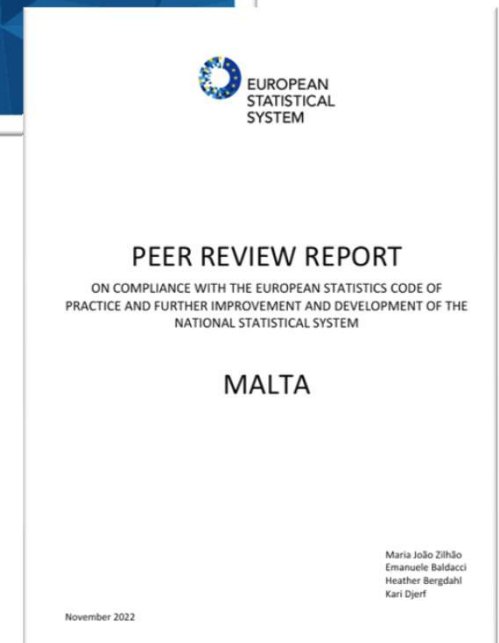 EUROPEAN
STATISTICAL
SYSTEM
PEER REVIEW REPORT
ON COMPLIANCE WITH THE EUROPEAN STATISTICS CODE OF
PRACTICE AND FURTHER IMPROVEMENT AND DEVELOPMENT OF THE
NATIONAL STATISTICAL SYSTEM
MALTA
Maria João Zilhão
Emanuele Baldacci
Heather Bergdahl
Kari Djerf
November 2022